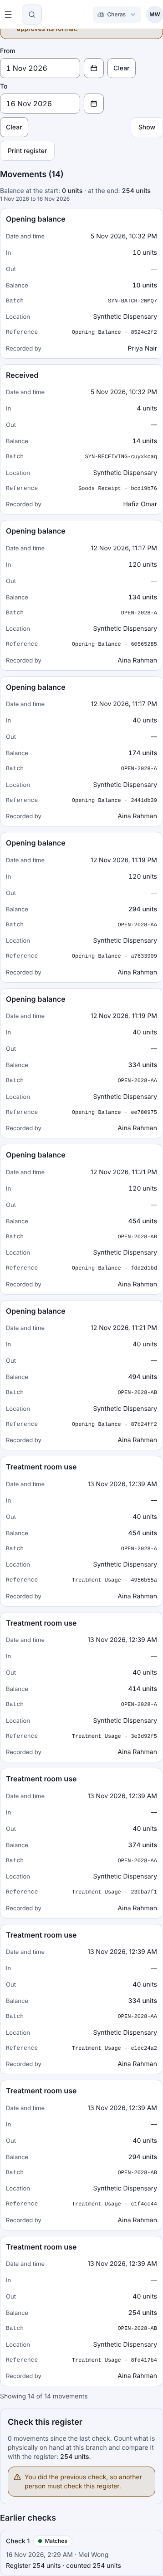 Cheras
MW
approves its format.
From
1 Nov 2026
Clear
To
16 Nov 2026
Clear
Show
Print register
Movements (14)
Balance at the start: 0 units · at the end: 254 units
1 Nov 2026 to 16 Nov 2026
Opening balance
Date and time 5 Nov 2026, 10:32 PM
In 10 units
Out —
Balance 10 units
Batch SYN-BATCH-2NMQ7
Location Synthetic Dispensary
Reference Opening Balance · 8524c2f2
Recorded by Priya Nair
Received
Date and time 5 Nov 2026, 10:32 PM
In 4 units
Out —
Balance 14 units
Batch SYN-RECEIVING-cuyxkcaq
Location Synthetic Dispensary
Reference Goods Receipt · bcd19b76
Recorded by Hafiz Omar
Opening balance
Date and time 12 Nov 2026, 11:17 PM
In 120 units
Out —
Balance 134 units
Batch OPEN-2028-A
Location Synthetic Dispensary
Reference Opening Balance · 60565285
Recorded by Aina Rahman
Opening balance
Date and time 12 Nov 2026, 11:17 PM
In 40 units
Out —
Balance 174 units
Batch OPEN-2028-A
Location Synthetic Dispensary
Reference Opening Balance · 2441db39
Recorded by Aina Rahman
Opening balance
Date and time 12 Nov 2026, 11:19 PM
In 120 units
Out —
Balance 294 units
Batch OPEN-2028-AA
Location Synthetic Dispensary
Reference Opening Balance · a7633909
Recorded by Aina Rahman
Opening balance
Date and time 12 Nov 2026, 11:19 PM
In 40 units
Out —
Balance 334 units
Batch OPEN-2028-AA
Location Synthetic Dispensary
Reference Opening Balance · ee780975
Recorded by Aina Rahman
Opening balance
Date and time 12 Nov 2026, 11:21 PM
In 120 units
Out —
Balance 454 units
Batch OPEN-2028-AB
Location Synthetic Dispensary
Reference Opening Balance · fdd2d1bd
Recorded by Aina Rahman
Opening balance
Date and time 12 Nov 2026, 11:21 PM
In 40 units
Out —
Balance 494 units
Batch OPEN-2028-AB
Location Synthetic Dispensary
Reference Opening Balance · 87b24ff2
Recorded by Aina Rahman
Treatment room use
Date and time 13 Nov 2026, 12:39 AM
In —
Out 40 units
Balance 454 units
Batch OPEN-2028-A
Location Synthetic Dispensary
Reference Treatment Usage · 4956b55a
Recorded by Aina Rahman
Treatment room use
Date and time 13 Nov 2026, 12:39 AM
In —
Out 40 units
Balance 414 units
Batch OPEN-2028-A
Location Synthetic Dispensary
Reference Treatment Usage · 3e3d92f5
Recorded by Aina Rahman
Treatment room use
Date and time 13 Nov 2026, 12:39 AM
In —
Out 40 units
Balance 374 units
Batch OPEN-2028-AA
Location Synthetic Dispensary
Reference Treatment Usage · 23bba7f1
Recorded by Aina Rahman
Treatment room use
Date and time 13 Nov 2026, 12:39 AM
In —
Out 40 units
Balance 334 units
Batch OPEN-2028-AA
Location Synthetic Dispensary
Reference Treatment Usage · e1dc24a2
Recorded by Aina Rahman
Treatment room use
Date and time 13 Nov 2026, 12:39 AM
In —
Out 40 units
Balance 294 units
Batch OPEN-2028-AB
Location Synthetic Dispensary
Reference Treatment Usage · c1f4cc44
Recorded by Aina Rahman
Treatment room use
Date and time 13 Nov 2026, 12:39 AM
In —
Out 40 units
Balance 254 units
Batch OPEN-2028-AB
Location Synthetic Dispensary
Reference Treatment Usage · 8fd417b4
Recorded by Aina Rahman
Showing 14 of 14 movements
Check this register
0 movements since the last check. Count what is
physically on hand at this branch and compare it
with the register: 254 units.
You did the previous check, so another
person must check this register.
Earlier checks
Check 1 Matches
16 Nov 2026, 2:29 AM · Mei Wong
Register 254 units · counted 254 units